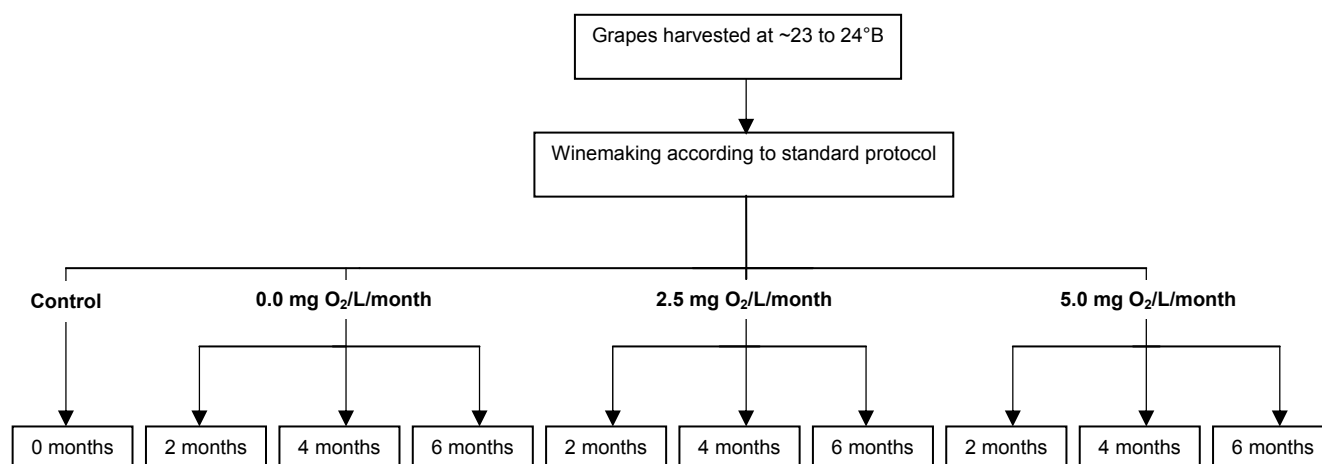 Grapes harvested at ~23 to 24°B
Winemaking according to standard protocol
Control
0.0 mg O₂/L/month
2.5 mg O₂/L/month
5.0 mg O₂/L/month
0 months
2 months
4 months
6 months
2 months
4 months
6 months
2 months
4 months
6 months